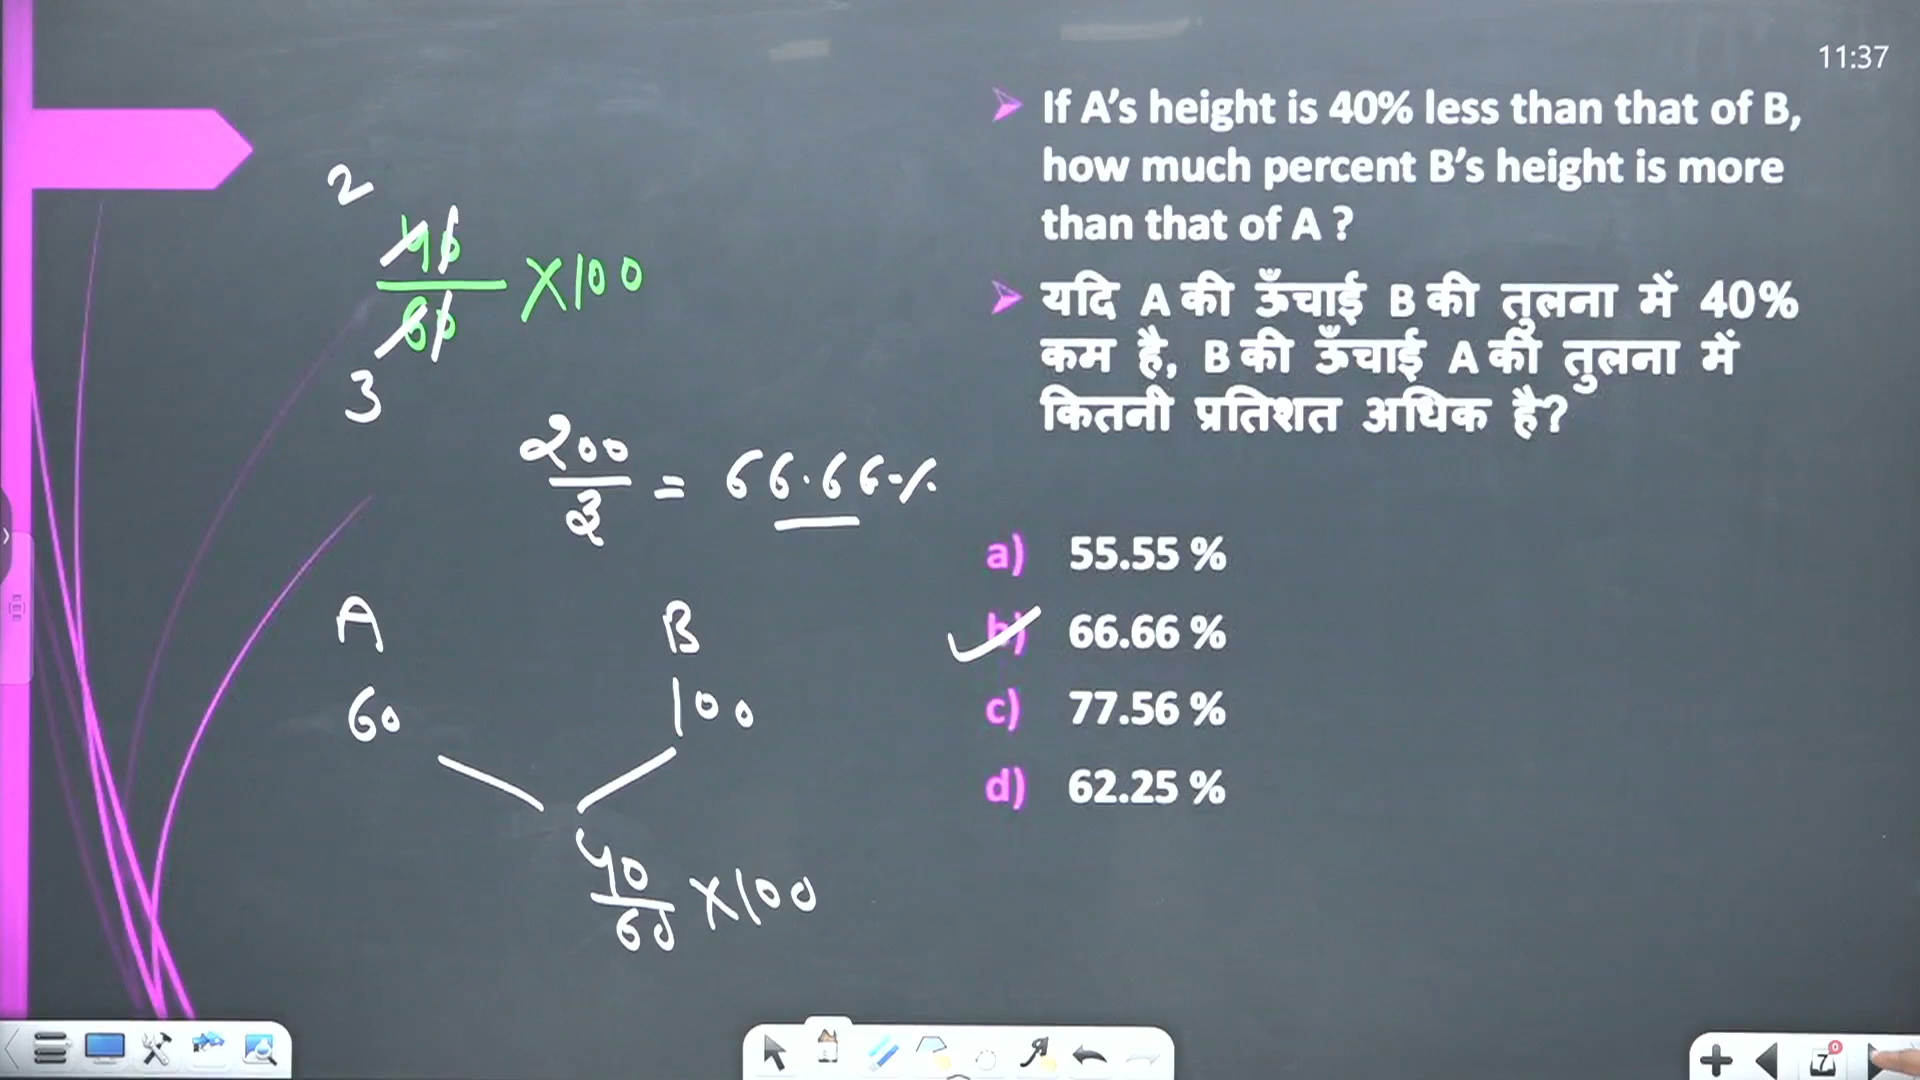 11:37
If A’s height is 40% less than that of B,
how much percent B’s height is more
than that of A ?
यदि A की ऊँचाई B की तुलना में 40%
कम है, B की ऊँचाई A की तुलना में
कितनी प्रतिशत अधिक है?
a) 55.55 %
b) 66.66 %
c) 77.56 %
d) 62.25 %
2
40
60
X100
3
200
3
= 66.66%
A B
60 100
40
60
X100
7
0